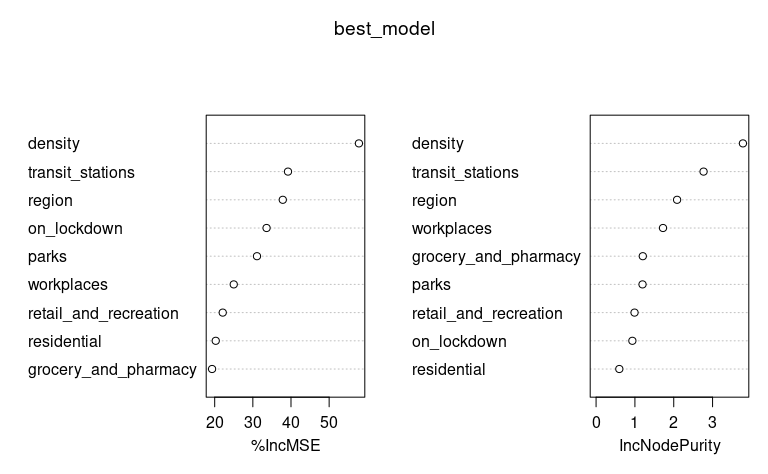 best_model
density
transit_stations
region
on_lockdown
parks
workplaces
retail_and_recreation
residential
grocery_and_pharmacy
20 30 40 50
%IncMSE
density
transit_stations
region
workplaces
grocery_and_pharmacy
parks
retail_and_recreation
on_lockdown
residential
0 1 2 3
IncNodePurity